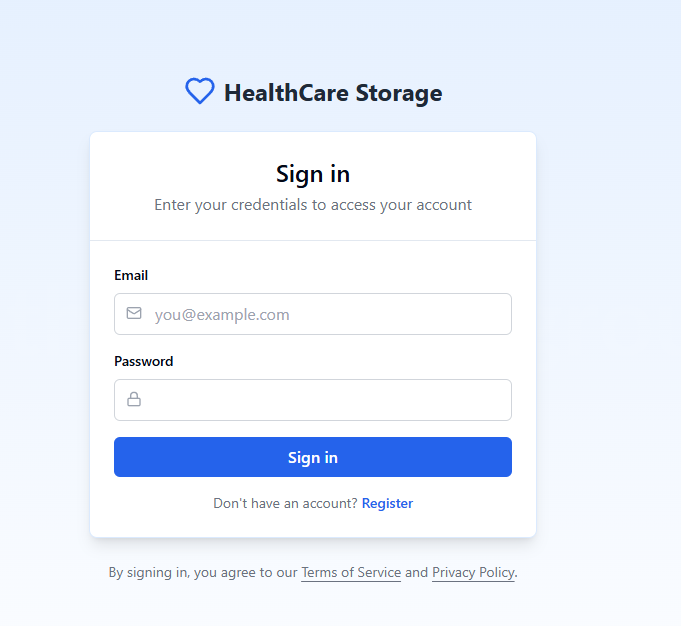 HealthCare Storage
Sign in
Enter your credentials to access your account
Email
you@example.com
Password
Sign in
Don't have an account? Register
By signing in, you agree to our Terms of Service and Privacy Policy.